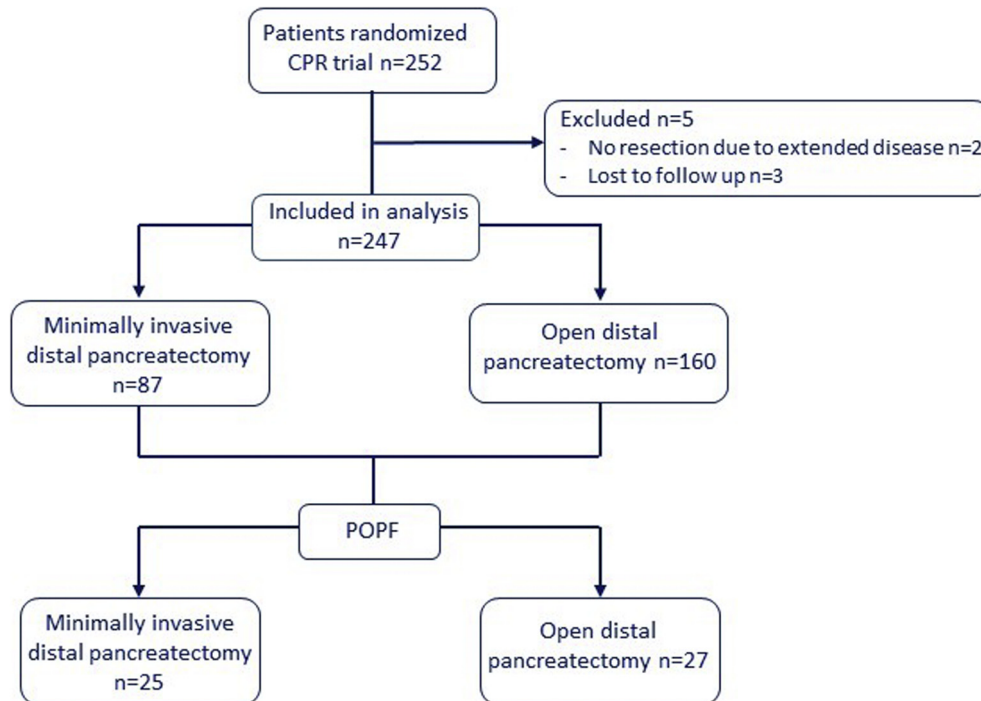 Patients randomized
CPR trial n=252
Excluded n=5
- No resection due to extended disease n=2
- Lost to follow up n=3
Included in analysis
n=247
Minimally invasive
distal pancreatectomy
n=87
Open distal
pancreatectomy n=160
POPF
Minimally invasive
distal pancreatectomy
n=25
Open distal
pancreatectomy n=27